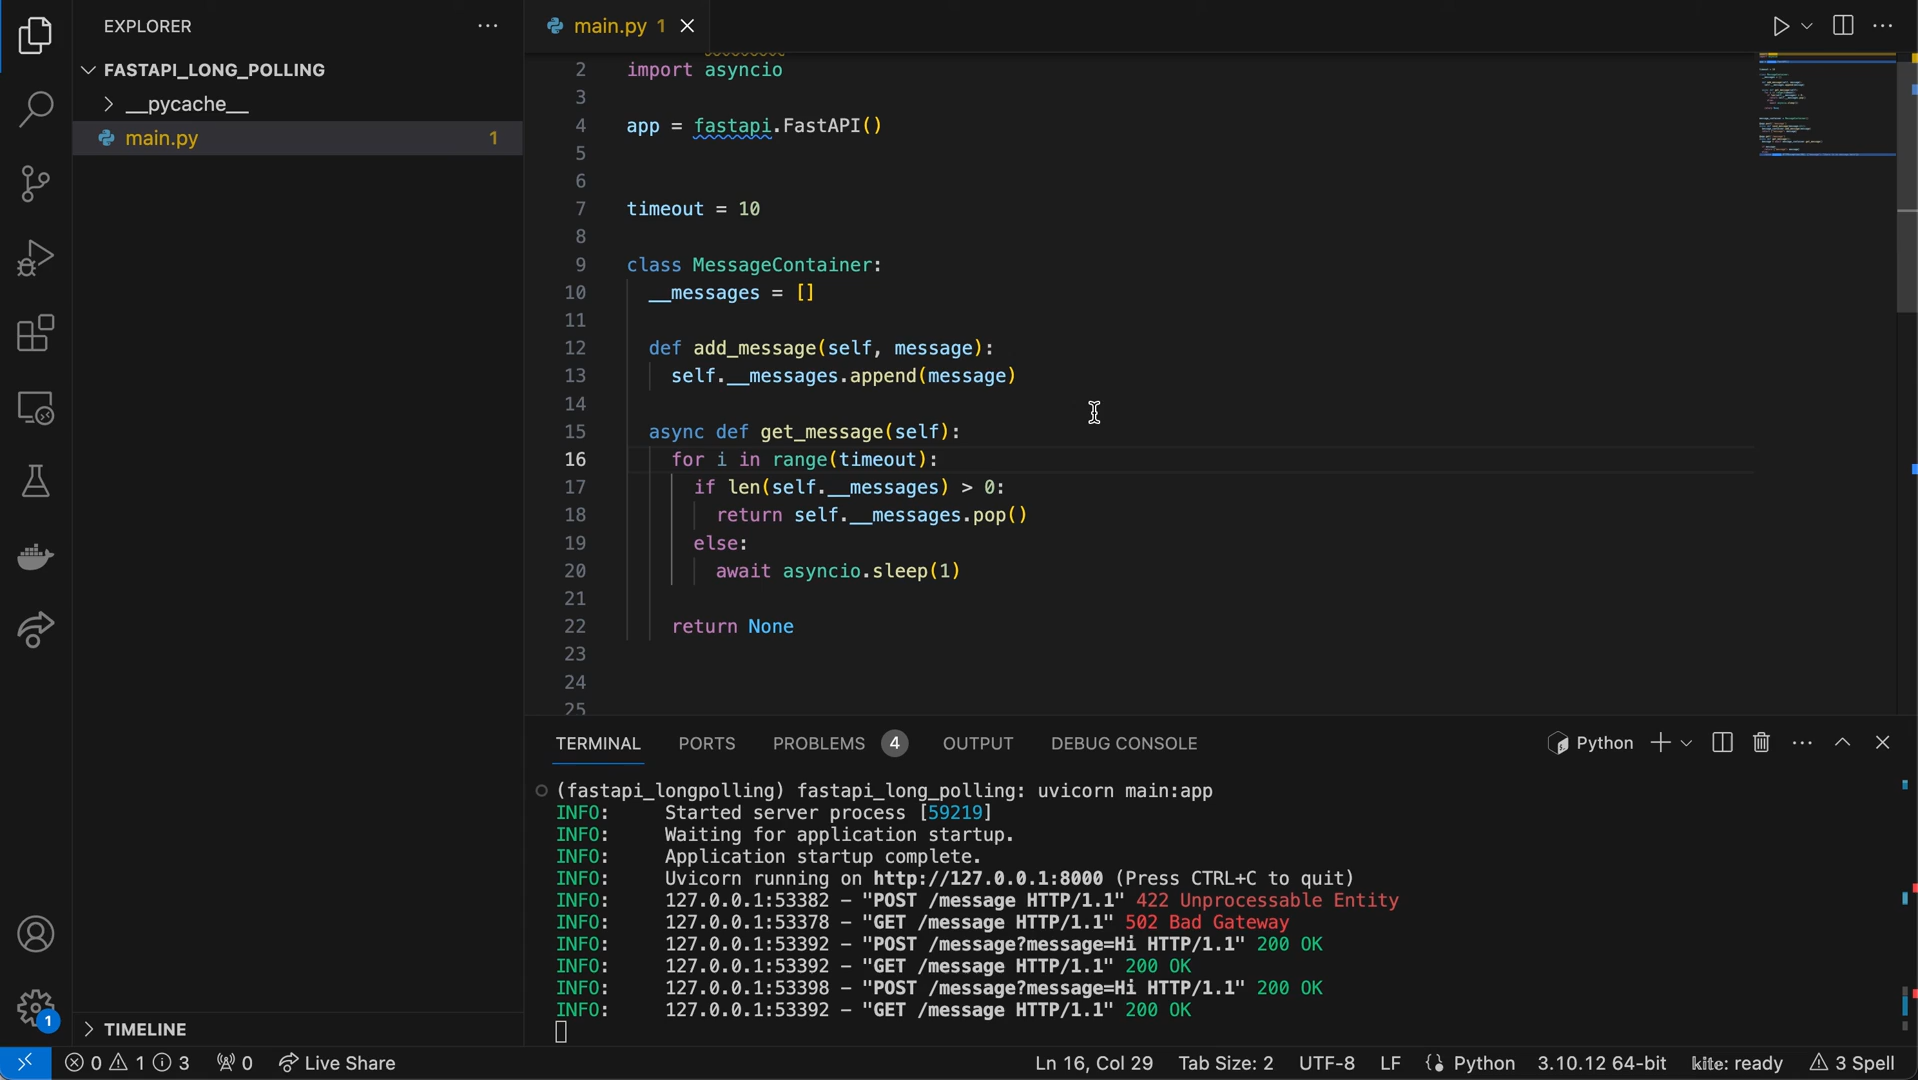 EXPLORER
FASTAPI_LONG_POLLING
__pycache__
main.py 1
TIMELINE
main.py 1
2 import asyncio
3
4 app = fastapi.FastAPI()
5
6
7 timeout = 10
8
9 class MessageContainer:
10 __messages = []
11
12 def add_message(self, message):
13 self.__messages.append(message)
14
15 async def get_message(self):
16 for i in range(timeout):
17 if len(self.__messages) > 0:
18 return self.__messages.pop()
19 else:
20 await asyncio.sleep(1)
21
22 return None
23
24
25
TERMINAL PORTS PROBLEMS 4 OUTPUT DEBUG CONSOLE Python
(fastapi_longpolling) fastapi_long_polling: uvicorn main:app
INFO: Started server process [59219]
INFO: Waiting for application startup.
INFO: Application startup complete.
INFO: Uvicorn running on http://127.0.0.1:8000 (Press CTRL+C to quit)
INFO: 127.0.0.1:53382 - "POST /message HTTP/1.1" 422 Unprocessable Entity
INFO: 127.0.0.1:53378 - "GET /message HTTP/1.1" 502 Bad Gateway
INFO: 127.0.0.1:53392 - "POST /message?message=Hi HTTP/1.1" 200 OK
INFO: 127.0.0.1:53392 - "GET /message HTTP/1.1" 200 OK
INFO: 127.0.0.1:53398 - "POST /message?message=Hi HTTP/1.1" 200 OK
INFO: 127.0.0.1:53392 - "GET /message HTTP/1.1" 200 OK
1
0 1 3 0 Live Share Ln 16, Col 29 Tab Size: 2 UTF-8 LF Python 3.10.12 64-bit kite: ready 3 Spell